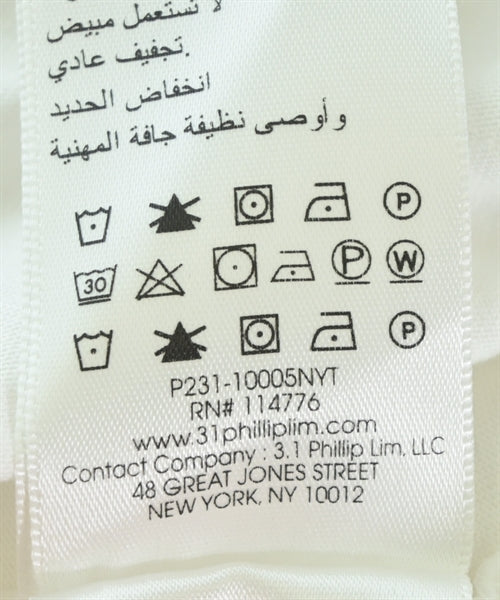 لا تستعمل مبيض
تجفيف عادي.
انخفاض الحديد
و أوصى نظيفة جافة المهنية
P
30 P W
P
P231-10005NYT
RN# 114776
www.31philliplim.com
Contact Company : 3.1 Phillip Lim, LLC
48 GREAT JONES STREET
NEW YORK, NY 10012